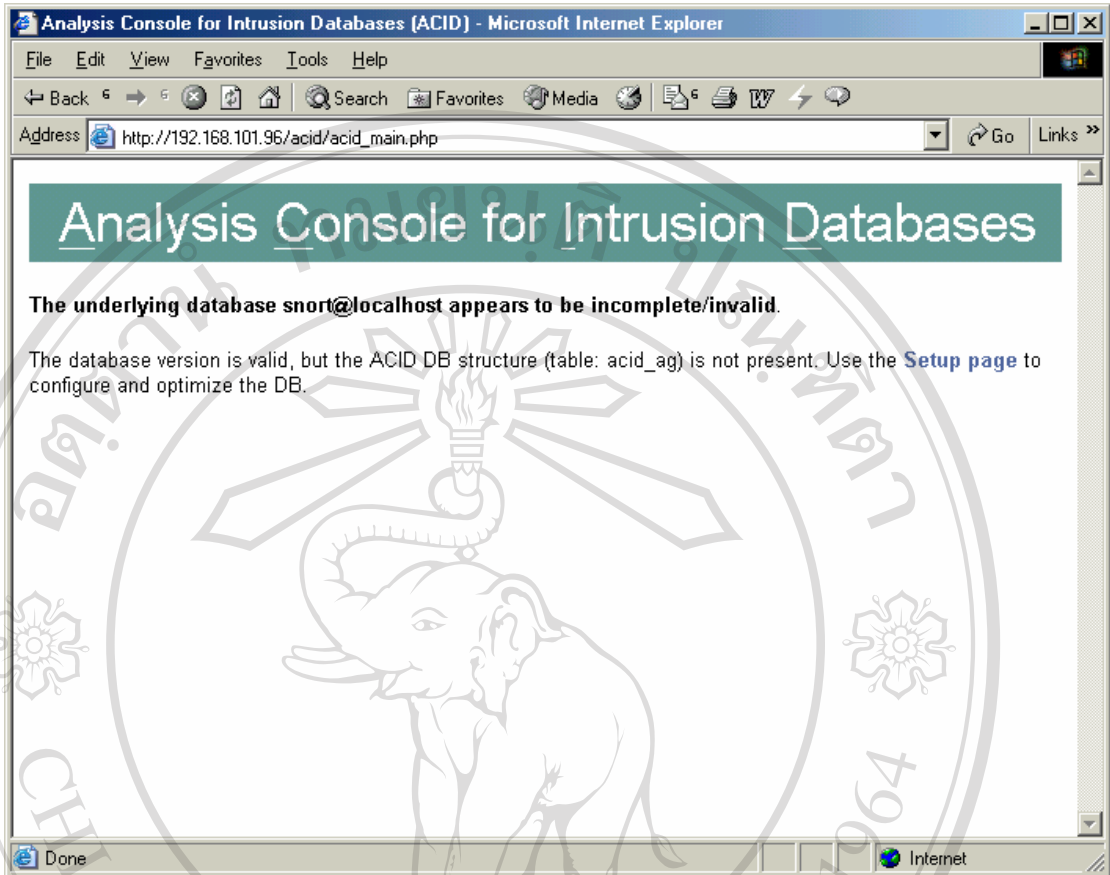 Analysis Console for Intrusion Databases (ACID) - Microsoft Internet Explorer
File Edit View Favorites Tools Help
Back Search Favorites Media
Address http://192.168.101.96/acid/acid_main.php Go Links »
Analysis Console for Intrusion Databases
The underlying database snort@localhost appears to be incomplete/invalid.
The database version is valid, but the ACID DB structure (table: acid_ag) is not present. Use the Setup page to
configure and optimize the DB.
Done Internet